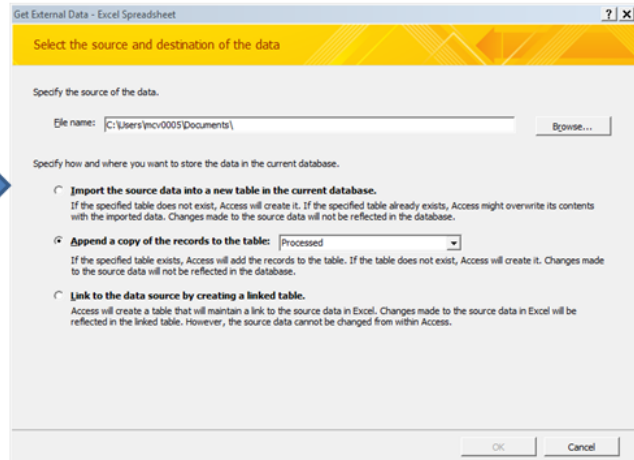 Get External Data - Excel Spreadsheet
Select the source and destination of the data
Specify the source of the data.
File name: C:\Users\mcv0005\Documents\ Browse...
Specify how and where you want to store the data in the current database.
Import the source data into a new table in the current database.
If the specified table does not exist, Access will create it. If the specified table already exists, Access might overwrite its contents
with the imported data. Changes made to the source data will not be reflected in the database.
Append a copy of the records to the table: Processed
If the specified table exists, Access will add the records to the table. If the table does not exist, Access will create it. Changes made
to the source data will not be reflected in the database.
Link to the data source by creating a linked table.
Access will create a table that will maintain a link to the source data in Excel. Changes made to the source data in Excel will be
reflected in the linked table. However, the source data cannot be changed from within Access.
OK Cancel